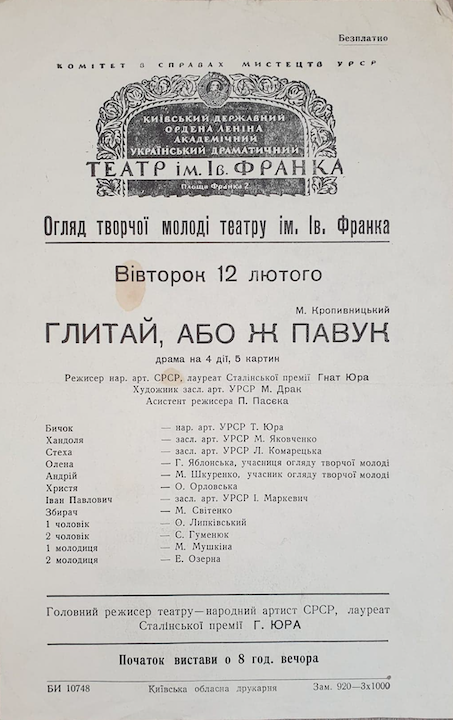 Безплатно
КОМІТЕТ В СПРАВАХ МИСТЕЦТВ УРСР
КИЇВСЬКИЙ ДЕРЖАВНИЙ
ОРДЕНА ЛЕНІНА
АКАДЕМІЧНИЙ
УКРАЇНСЬКИЙ ДРАМАТИЧНИЙ
ТЕАТР ім. Ів. ФРАНКА
Площа Франка 2
Огляд творчої молоді театру ім. Ів. Франка
Вівторок 12 лютого
М. Кропивницький
ГЛИТАЙ, АБО Ж ПАВУК
драма на 4 дії, 5 картин
Режисер нар. арт. СРСР, лауреат Сталінської премії Гнат Юра
Художник засл. арт. УРСР М. Драк
Асистент режисера П. Пасєка
Бичок — нар. арт. УРСР Т. Юра
Хандоля — засл. арт. УРСР М. Яковченко
Стеха — засл. арт. УРСР Л. Комарецька
Олена — Г. Яблонська, учасниця огляду творчої молоді
Андрій — М. Шкуренко, учасник огляду творчої молоді
Христя — О. Орловська
Іван Павлович — засл. арт. УРСР І. Маркевич
Збирач — М. Світенко
1 чоловік — О. Липківський
2 чоловік — С. Гуменюк
1 молодиця — М. Мушкіна
2 молодиця — Е. Озерна
Головний режисер театру—народний артист СРСР, лауреат
Сталінської премії Г. ЮРА
Початок вистави о 8 год. вечора
БИ 10748 Київська обласна друкарня Зам. 920—3x1000